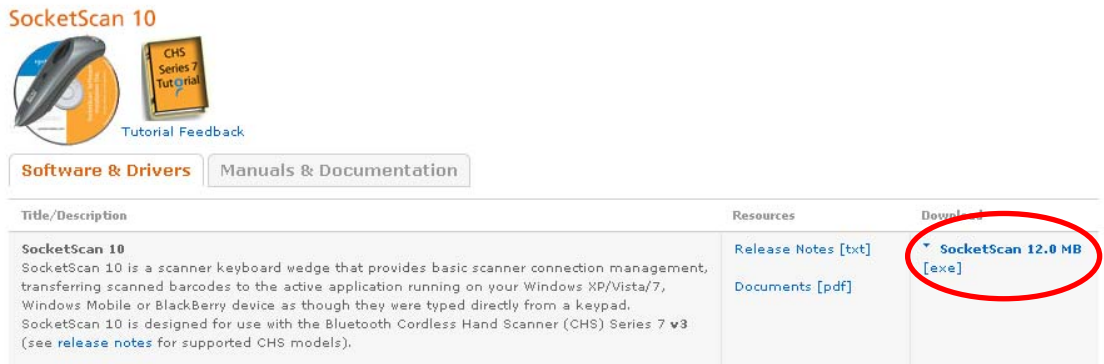 SocketScan 10
CHS
Series 7
Tutorial
Tutorial Feedback
Software & Drivers
Manuals & Documentation
Title/Description
Resources
Download
SocketScan 10
SocketScan 10 is a scanner keyboard wedge that provides basic scanner connection management,
transferring scanned barcodes to the active application running on your Windows XP/Vista/7,
Windows Mobile or BlackBerry device as though they were typed directly from a keypad.
SocketScan 10 is designed for use with the Bluetooth Cordless Hand Scanner (CHS) Series 7 v3
(see release notes for supported CHS models).
Release Notes [txt]
Documents [pdf]
SocketScan 12.0 MB
[exe]